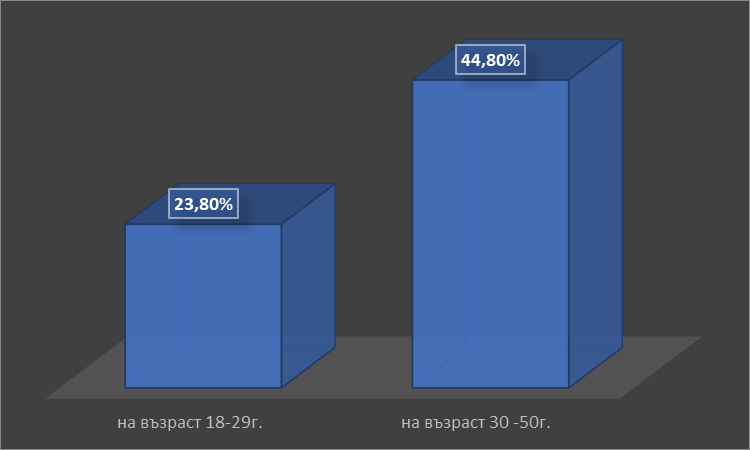 44,80%
23,80%
на възраст 18-29г.
на възраст 30 -50г.